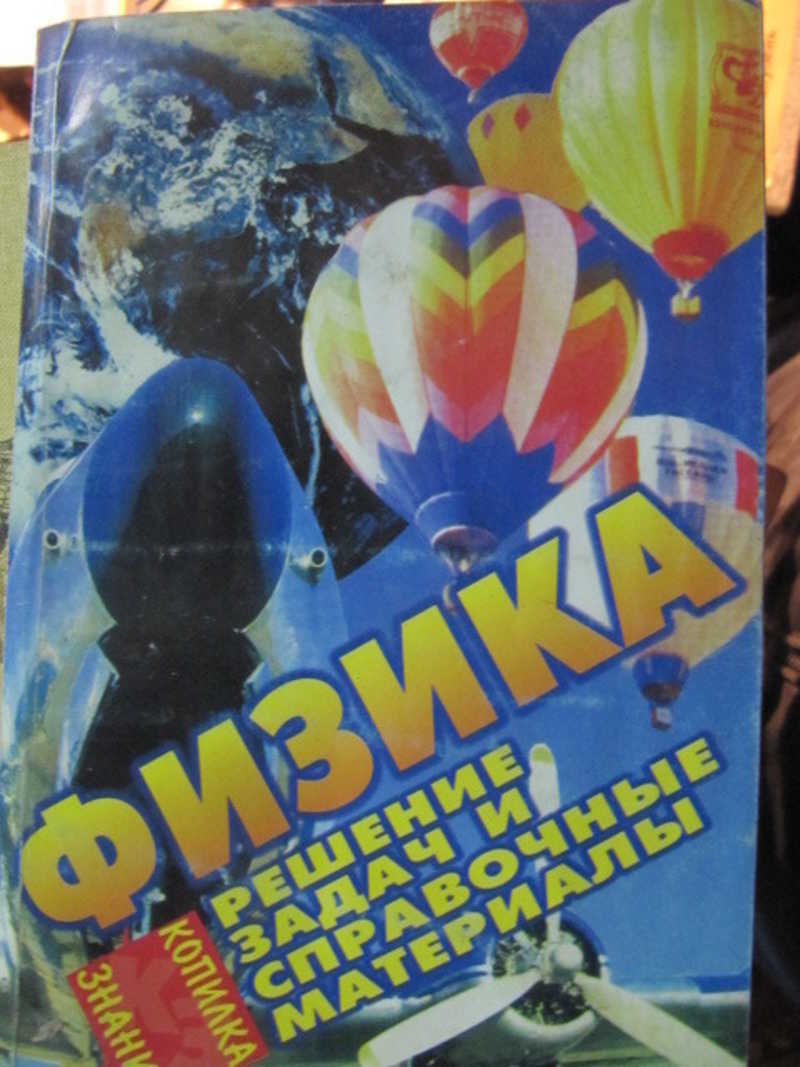 ФИЗИКА
РЕШЕНИЕ
ЗАДАЧ И
СПРАВОЧНЫЕ
МАТЕРИАЛЫ
КОПИЛКА
ЗНАНИ